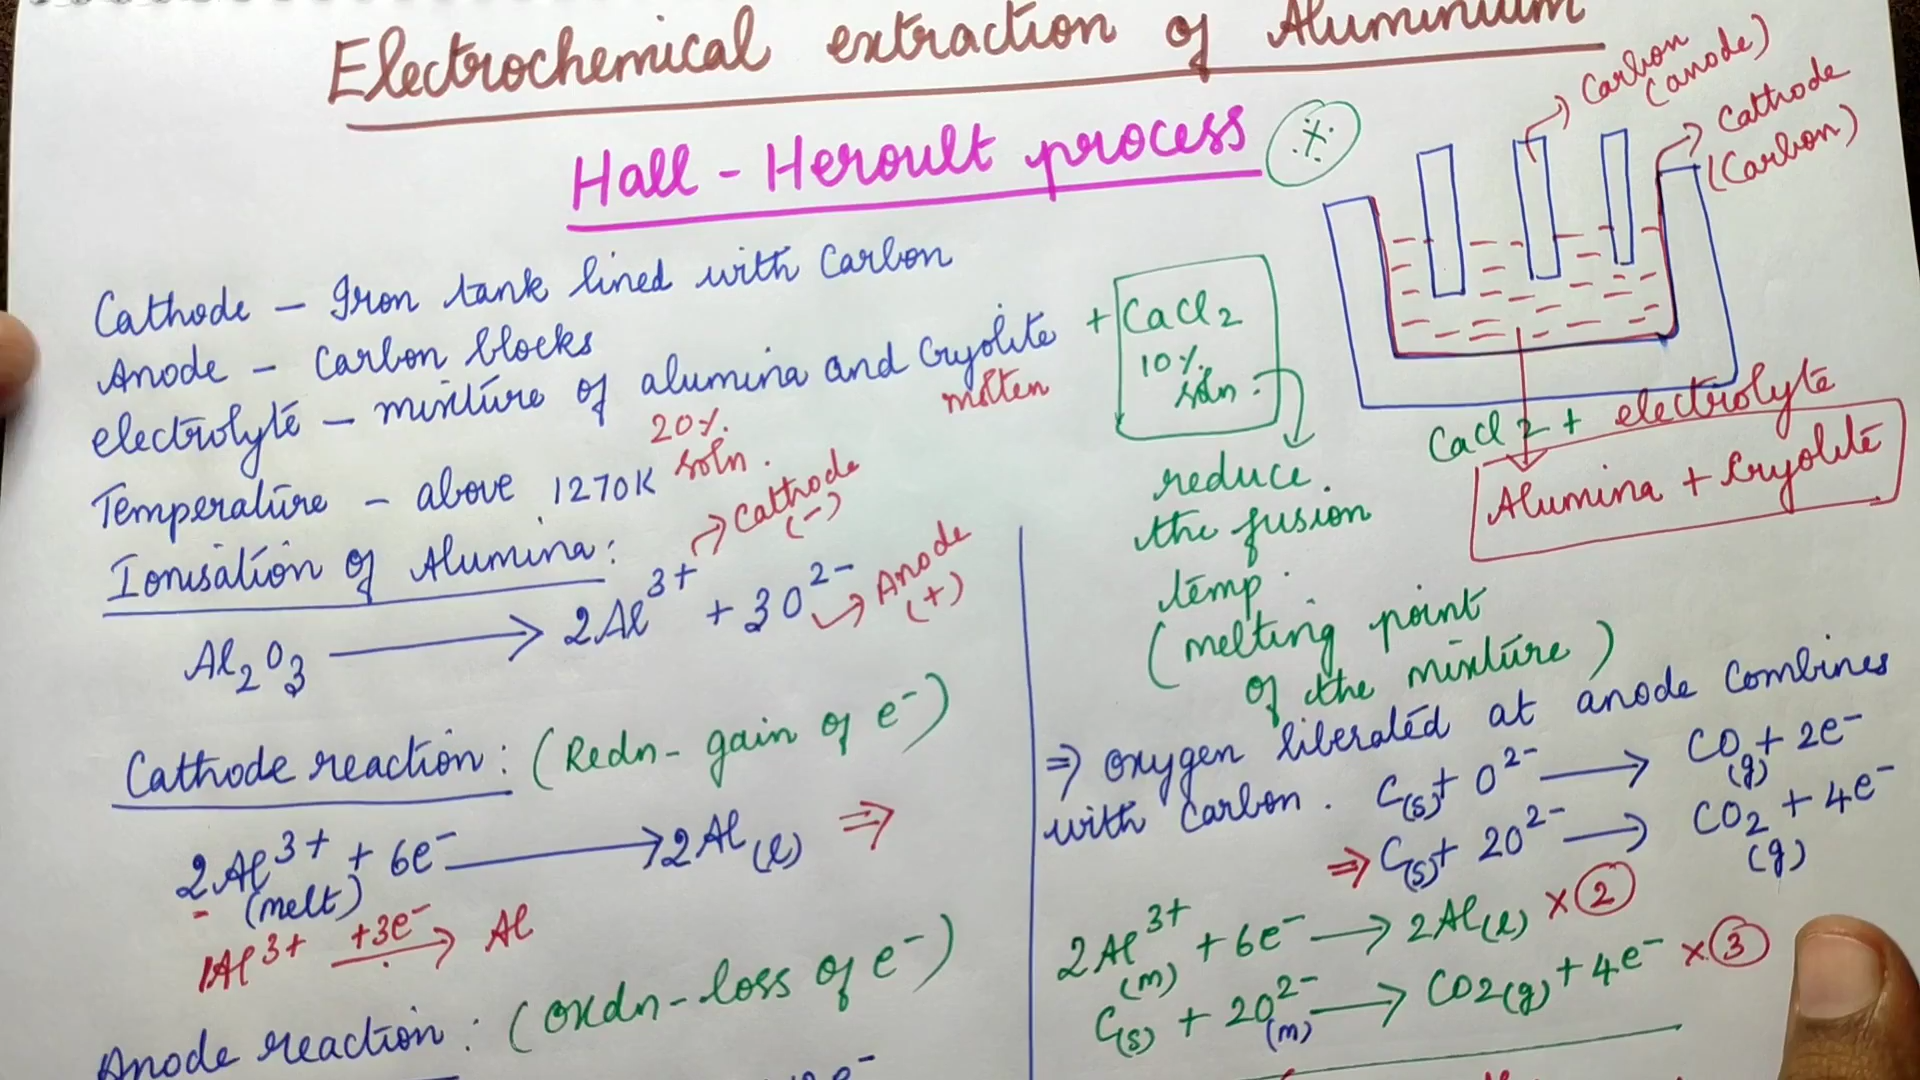 Electrochemical extraction of Aluminium
Hall - Heroult process
Carbon
(anode)
Cathode
(Carbon)
Cathode - Iron tank lined with Carbon
Anode - Carbon blocks
electrolyte - mixture of alumina and Cryolite + CaCl2
20%. soln.
molten
10%. soln.
Temperature - above 1270K
reduce the fusion temp.
(melting point of the mixture)
CaCl2 + electrolyte
Alumina + Cryolite
Ionisation of Alumina:
Al2O3 ⟶ 2Al³⁺ + 3O²⁻
→ Cathode (-)
→ Anode (+)
Cathode reaction: (Redn- gain of e⁻)
2Al³⁺ + 6e⁻ ⟶ 2Al(l) ⇒
(melt)
1Al³⁺ +3e⁻ → Al
Anode reaction: (Oxdn-loss of e⁻)
⇒ oxygen liberated at anode combines
with Carbon. C(s) + O²⁻ ⟶ CO(g) + 2e⁻
⇒ C(s) + 2O²⁻ ⟶ CO2(g) + 4e⁻
2Al³⁺(m) + 6e⁻ ⟶ 2Al(l) ×②
C(s) + 2O²⁻(m) ⟶ CO2(g) + 4e⁻ ×③